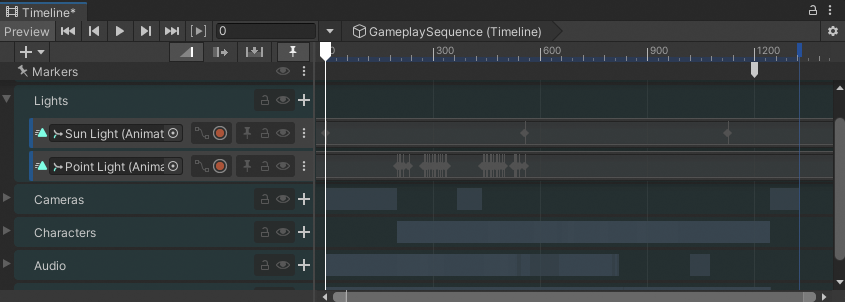 Timeline*
Preview 0 GameplaySequence (Timeline)
0 300 600 900 1200
Markers
Lights
Sun Light (Animat
Point Light (Anima
Cameras
Characters
Audio